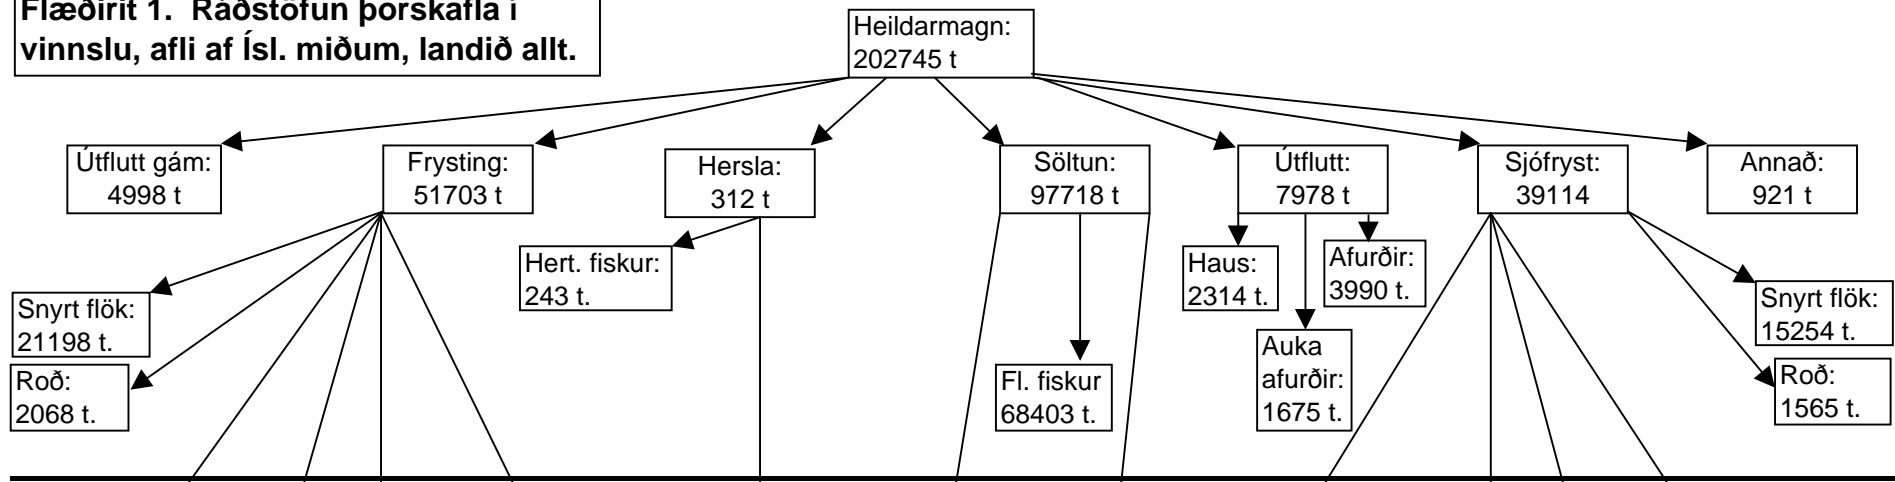 Flæðirit 1. Ráðstöfun þorskafla í
vinnslu, afli af Ísl. miðum, landið allt.
Heildarmagn:
202745 t
Útflutt gám:
4998 t
Frysting:
51703 t
Hersla:
312 t
Söltun:
97718 t
Útflutt:
7978 t
Sjófryst:
39114
Annað:
921 t
Snyrt flök:
21198 t.
Roð:
2068 t.
Hert. fiskur:
243 t.
Fl. fiskur
68403 t.
Haus:
2314 t.
Auka
afurðir:
1675 t.
Afurðir:
3990 t.
Snyrt flök:
15254 t.
Roð:
1565 t.